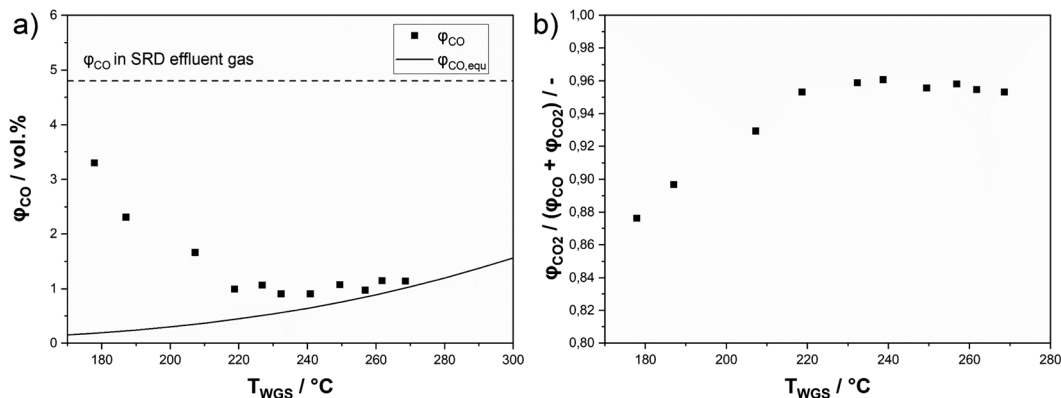 a)
φCO / vol.%
6
5
4
3
2
1
0
φCO in SRD effluent gas
φCO
φCO,equ
180 200 220 240 260 280 300
TWGS / °C
b)
φCO2 / (φCO + φCO2) / -
1,00
0,98
0,96
0,94
0,92
0,90
0,88
0,86
0,84
0,82
0,80
180 200 220 240 260 280
TWGS / °C